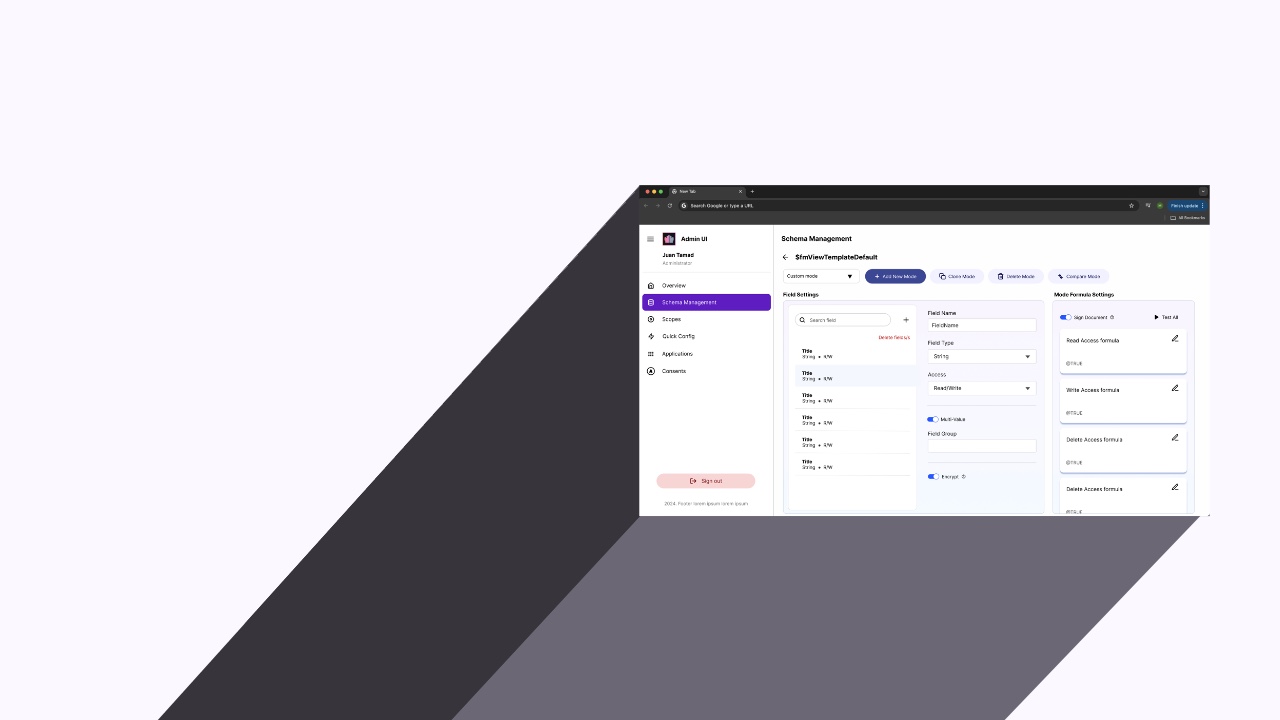 New Tab
Search Google or type a URL
Finish update
All Bookmarks
Admin UI
Juan Tamad
Administrator
Overview
Schema Management
Scopes
Quick Config
Applications
Consents
Sign out
2024. Footer lorem ipsum lorem ipsum
Schema Management
$fmViewTemplateDefault
Custom mode
Add New Mode
Clone Mode
Delete Mode
Compare Mode
Field Settings
Search field
Delete field/s
Title
String • R/W
Title
String • R/W
Title
String • R/W
Title
String • R/W
Title
String • R/W
Title
String • R/W
Field Name
FieldName
Field Type
String
Access
Read/Write
Multi-Value
Field Group
Encrypt
Mode Formula Settings
Sign Document
Test All
Read Access formula
@TRUE
Write Access formula
@TRUE
Delete Access formula
@TRUE
Delete Access formula
@TRUE